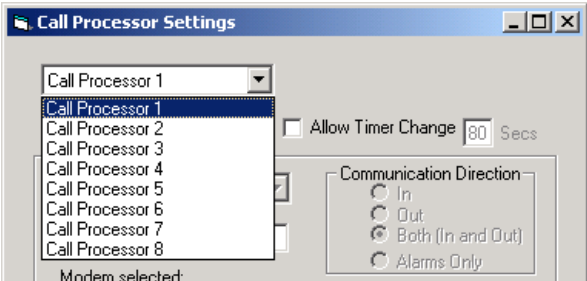 Call Processor Settings
Call Processor 1
Call Processor 1
Call Processor 2
Call Processor 3
Call Processor 4
Call Processor 5
Call Processor 6
Call Processor 7
Call Processor 8
Allow Timer Change 80 Secs
Communication Direction
In
Out
Both (In and Out)
Alarms Only
Modem selected: